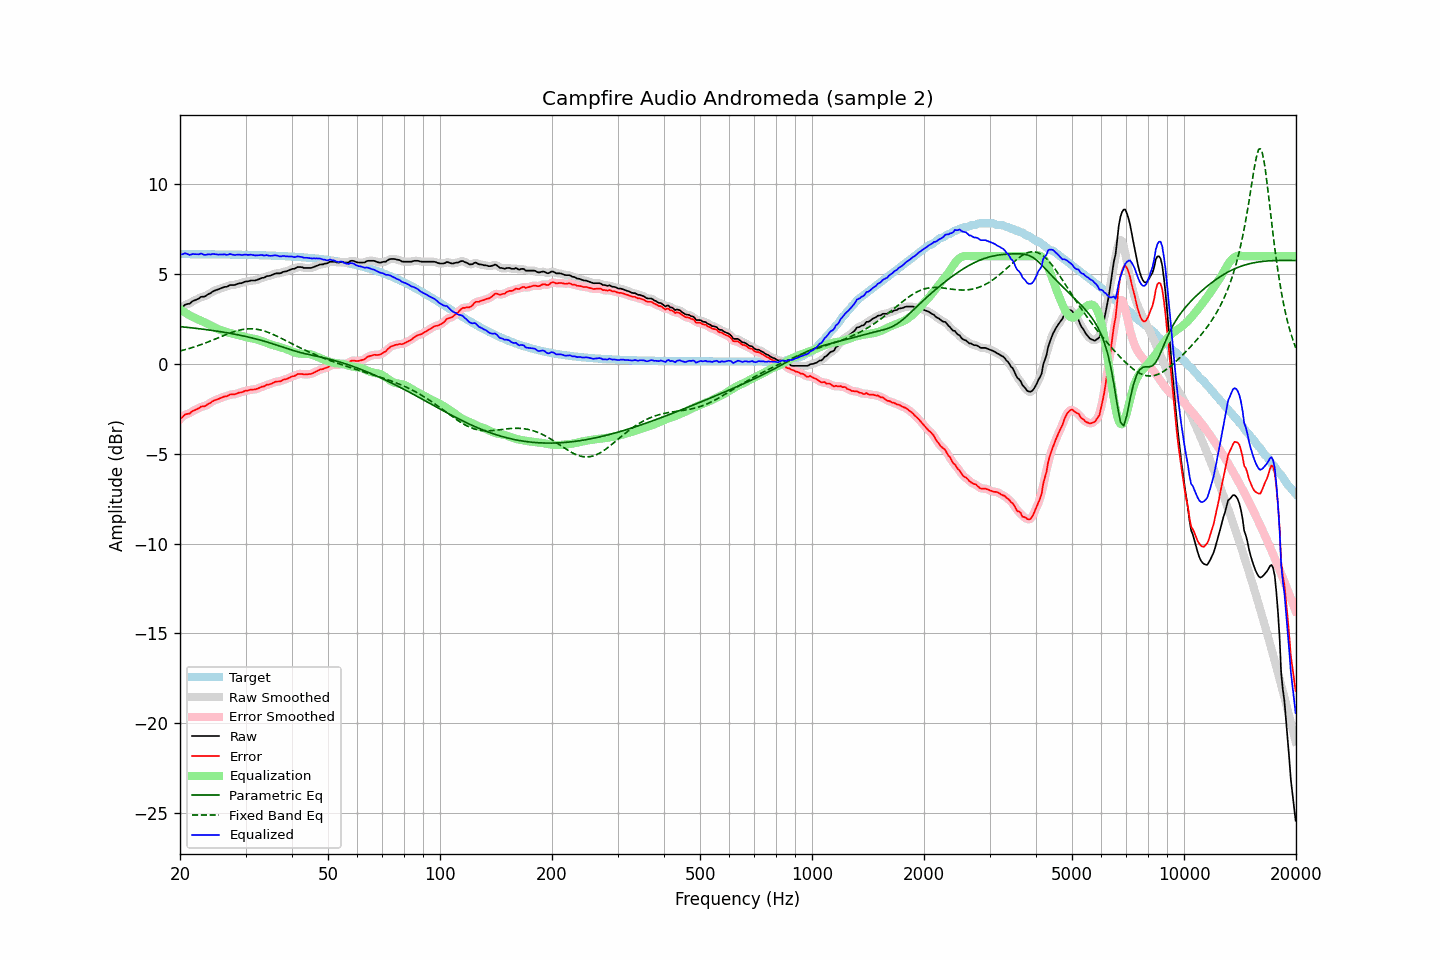 Campfire Audio Andromeda (sample 2)
Amplitude (dBr)
10
5
0
−5
−10
−15
−20
−25
Target
Raw Smoothed
Error Smoothed
Raw
Error
Equalization
Parametric Eq
Fixed Band Eq
Equalized
20 50 100 200 500 1000 2000 5000 10000 20000
Frequency (Hz)